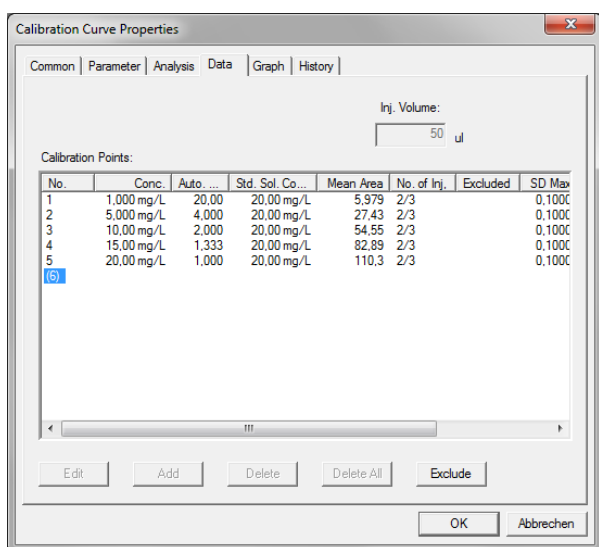 Calibration Curve Properties
Common Parameter Analysis Data Graph History
Inj. Volume:
50 ul
Calibration Points:
No. Conc. Auto. ... Std. Sol. Co... Mean Area No. of Inj. Excluded SD Max
1 1,000 mg/L 20,00 20,00 mg/L 5,979 2/3 0,1000
2 5,000 mg/L 4,000 20,00 mg/L 27,43 2/3 0,1000
3 10,00 mg/L 2,000 20,00 mg/L 54,55 2/3 0,1000
4 15,00 mg/L 1,333 20,00 mg/L 82,89 2/3 0,1000
5 20,00 mg/L 1,000 20,00 mg/L 110,3 2/3 0,1000
(6)
Edit Add Delete Delete All Exclude
OK Abbrechen